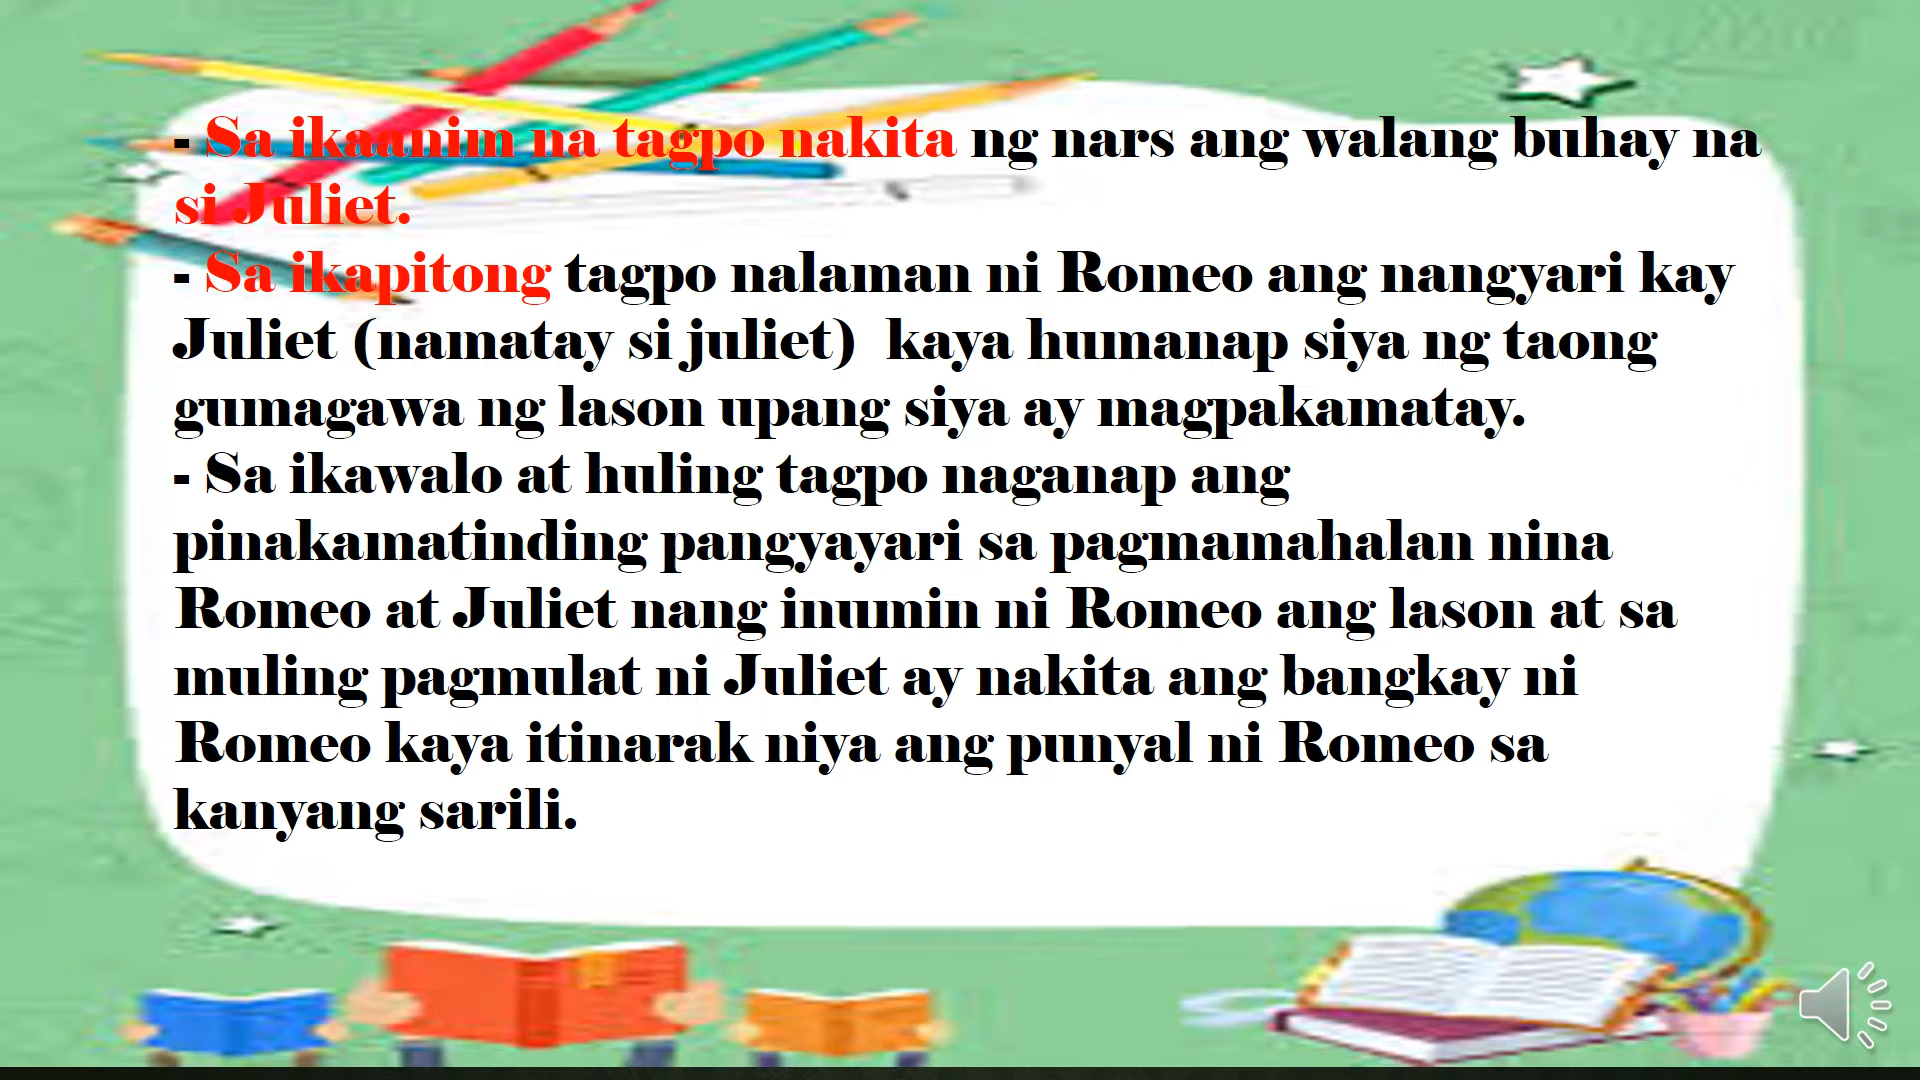 - Sa ikaanim na tagpo nakita ng nars ang walang buhay na
si Juliet.
- Sa ikapitong tagpo nalaman ni Romeo ang nangyari kay
Juliet (namatay si juliet)  kaya humanap siya ng taong
gumagawa ng lason upang siya ay magpakamatay.
- Sa ikawalo at huling tagpo naganap ang
pinakamatinding pangyayari sa pagmamahalan nina
Romeo at Juliet nang inumin ni Romeo ang lason at sa
muling pagmulat ni Juliet ay nakita ang bangkay ni
Romeo kaya itinarak niya ang punyal ni Romeo sa
kanyang sarili.